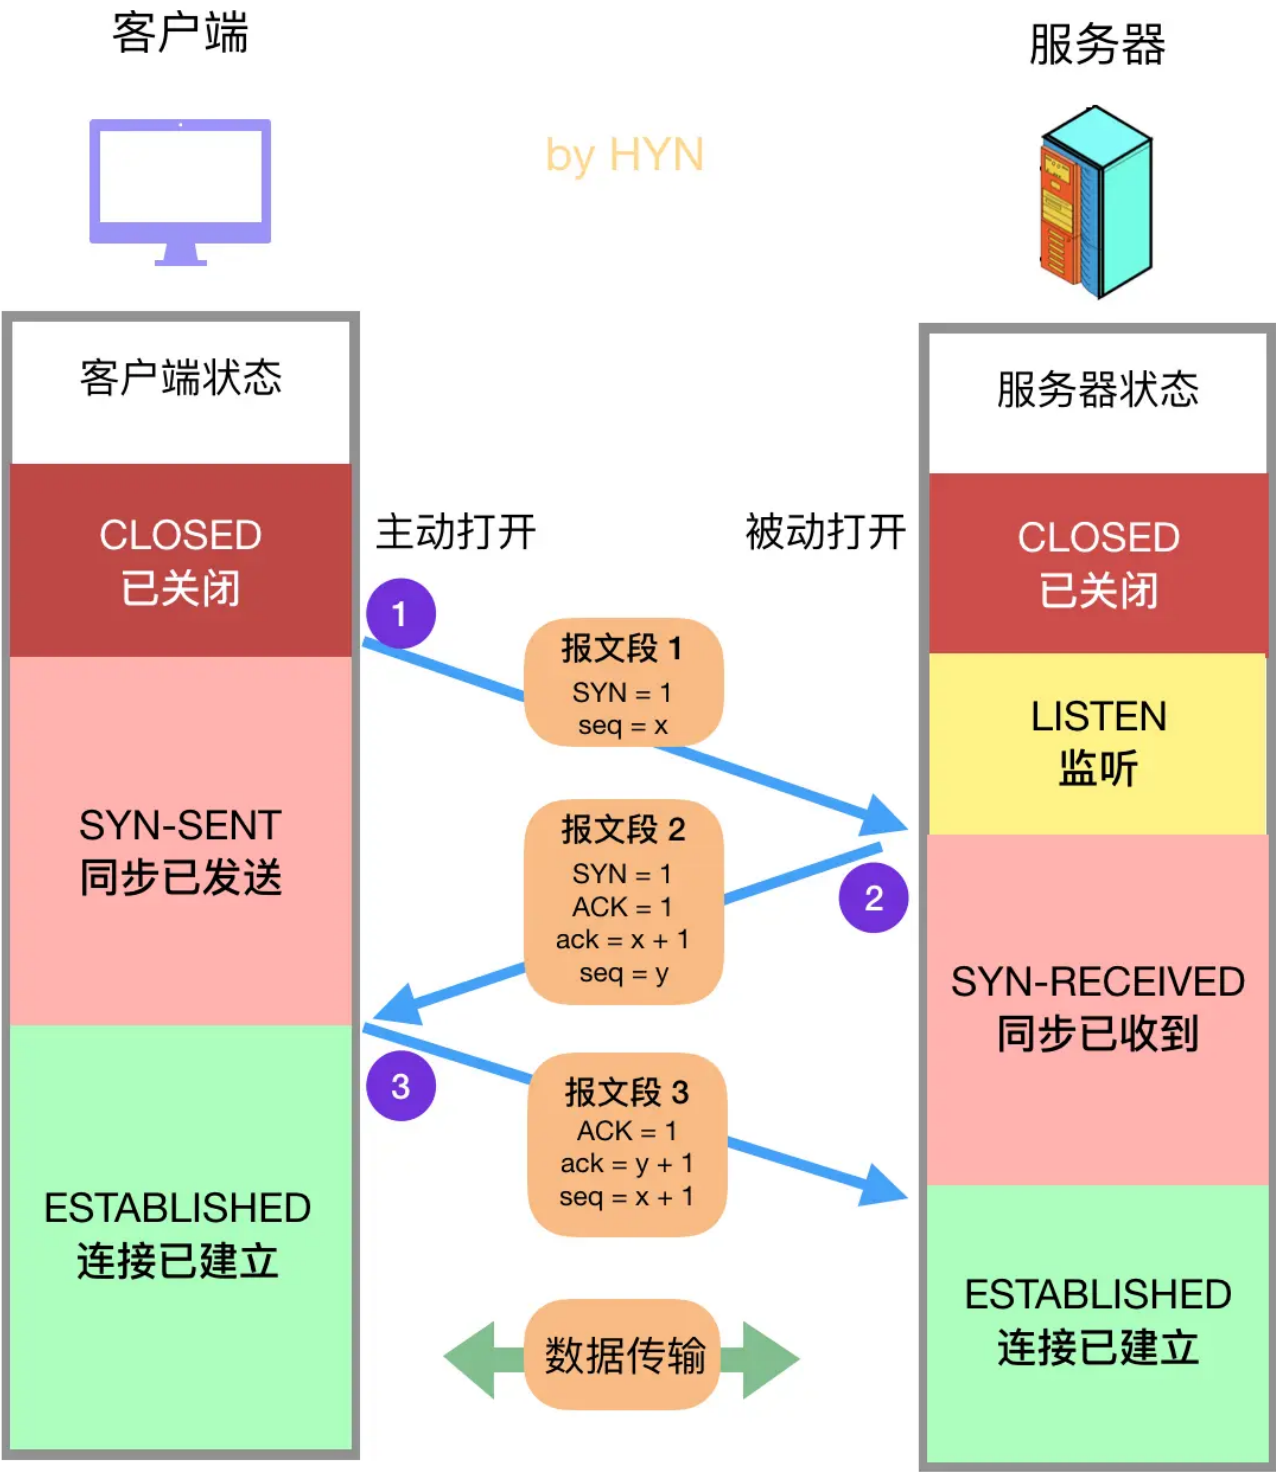 客户端
服务器
by HYN
客户端状态
服务器状态
CLOSED
已关闭
主动打开
被动打开
CLOSED
已关闭
1
报文段 1
SYN = 1
seq = x
LISTEN
监听
SYN-SENT
同步已发送
报文段 2
SYN = 1
ACK = 1
ack = x + 1
seq = y
2
SYN-RECEIVED
同步已收到
3
报文段 3
ACK = 1
ack = y + 1
seq = x + 1
ESTABLISHED
连接已建立
ESTABLISHED
连接已建立
数据传输